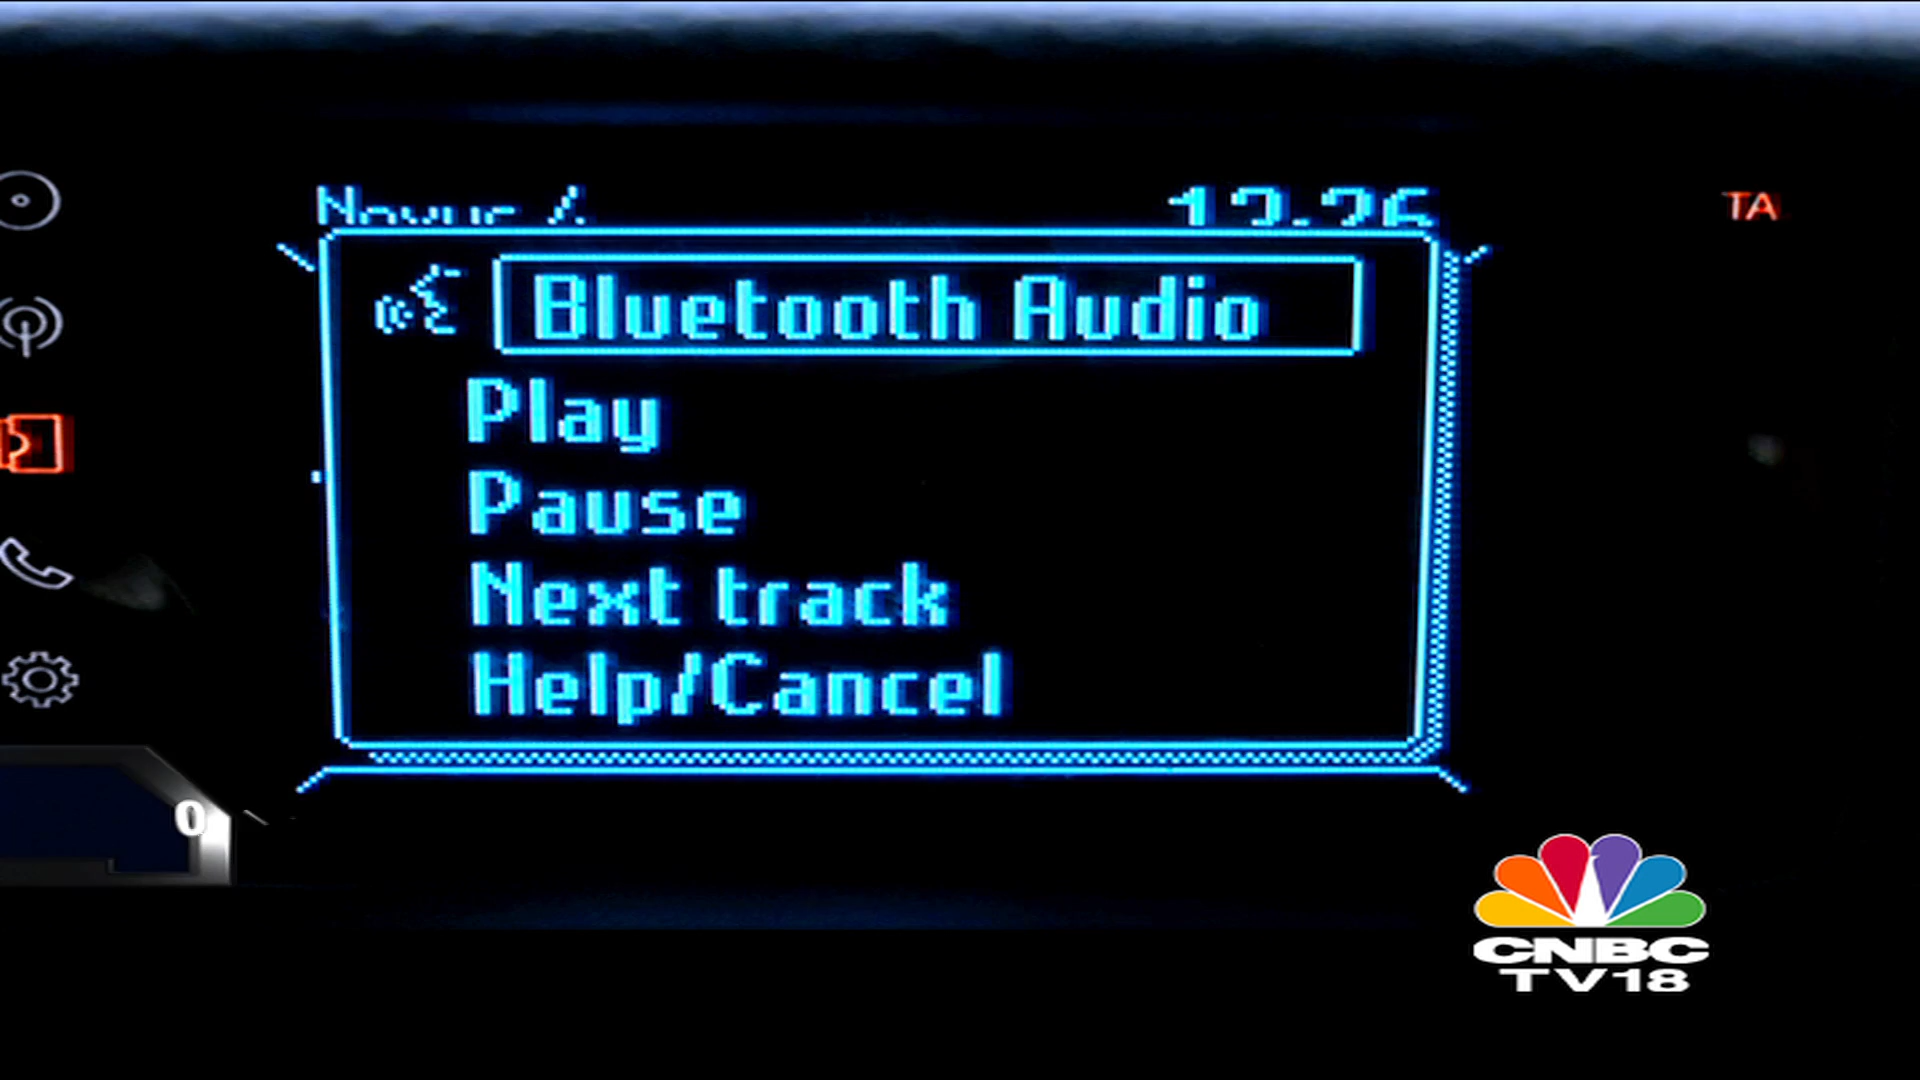 TA
Bluetooth Audio
Play
Pause
Next track
Help/Cancel
0
CNBC
TV18